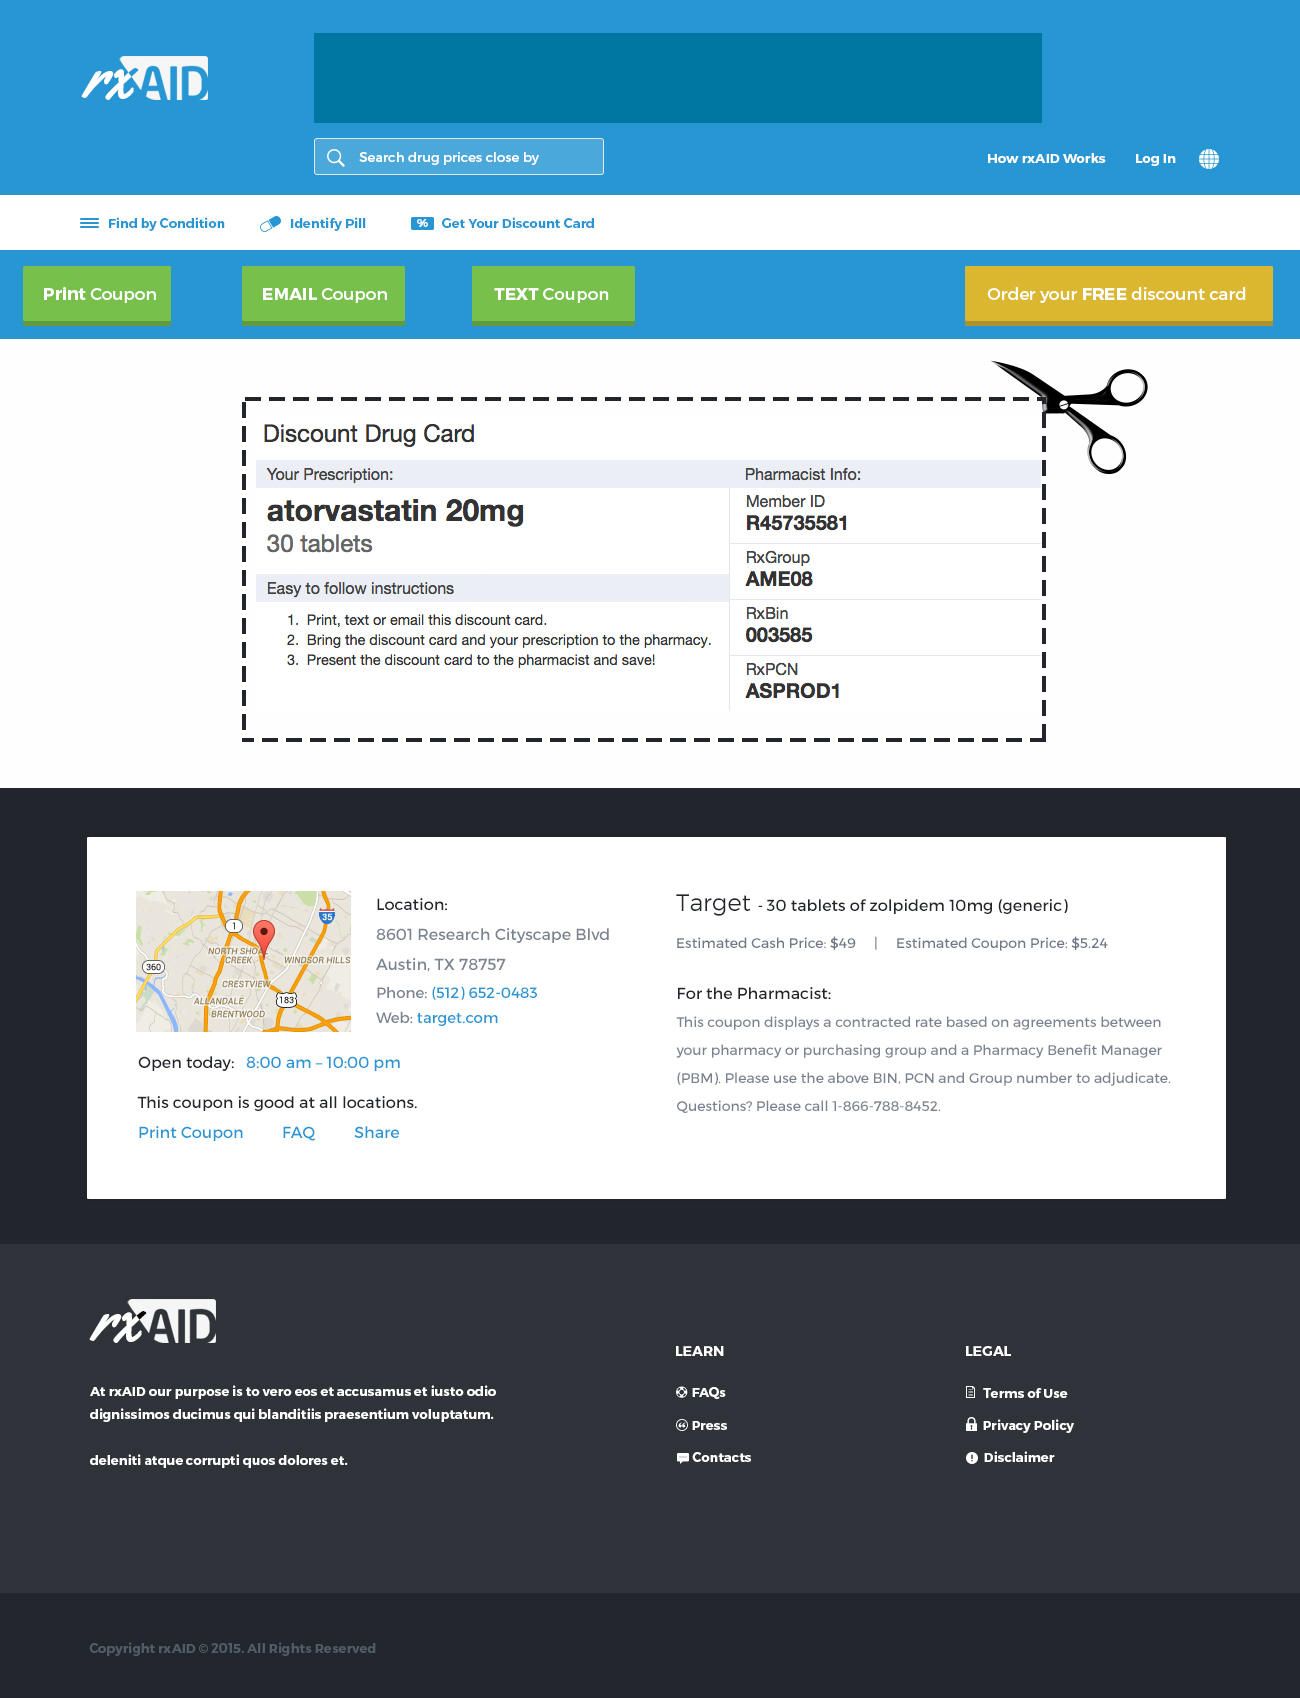 rxAID
Search drug prices close by
How rxAID Works
Log In
Find by Condition
Identify Pill
% Get Your Discount Card
Print Coupon
EMAIL Coupon
TEXT Coupon
Order your FREE discount card
Discount Drug Card
Your Prescription:
atorvastatin 20mg
30 tablets
Easy to follow instructions
1. Print, text or email this discount card.
2. Bring the discount card and your prescription to the pharmacy.
3. Present the discount card to the pharmacist and save!
Pharmacist Info:
Member ID
R45735581
RxGroup
AME08
RxBin
003585
RxPCN
ASPROD1
1
35
NORTH SHOAL
CREEK
WINDSOR HILLS
360
CRESTVIEW
183
ALLANDALE
BRENTWOOD
Location:
8601 Research Cityscape Blvd
Austin, TX 78757
Phone: (512) 652-0483
Web: target.com
Open today: 8:00 am – 10:00 pm
This coupon is good at all locations.
Print Coupon
FAQ
Share
Target - 30 tablets of zolpidem 10mg (generic)
Estimated Cash Price: $49 | Estimated Coupon Price: $5.24
For the Pharmacist:
This coupon displays a contracted rate based on agreements between
your pharmacy or purchasing group and a Pharmacy Benefit Manager
(PBM). Please use the above BIN, PCN and Group number to adjudicate.
Questions? Please call 1-866-788-8452.
rxAID
At rxAID our purpose is to vero eos et accusamus et iusto odio
dignissimos ducimus qui blanditiis praesentium voluptatum.
deleniti atque corrupti quos dolores et.
LEARN
FAQs
Press
Contacts
LEGAL
Terms of Use
Privacy Policy
Disclaimer
Copyright rxAID © 2015. All Rights Reserved